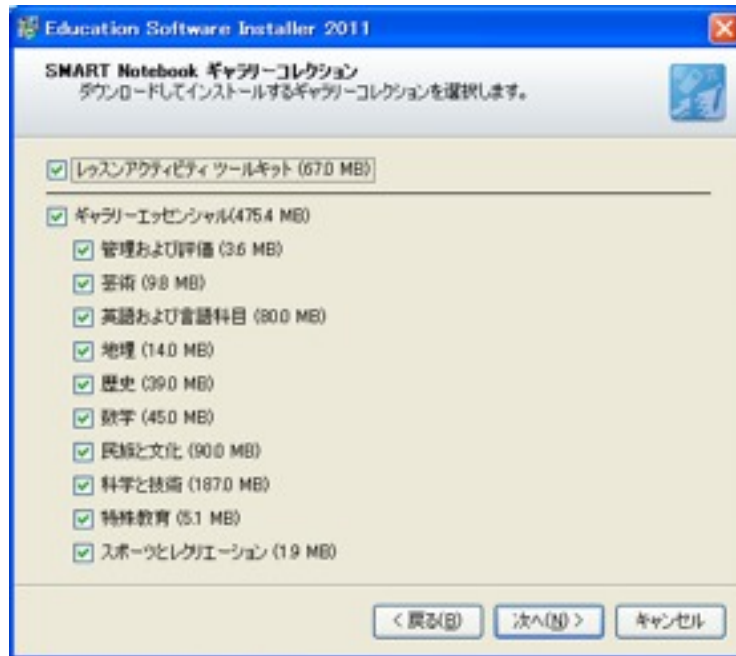 Education Software Installer 2011
SMART Notebook ギャラリーコレクション
ダウンロードしてインストールするギャラリーコレクションを選択します。
レッスンアクティビティ ツールキット (67.0 MB)
ギャラリーエッセンシャル(475.4 MB)
管理および評価 (3.6 MB)
芸術 (9.8 MB)
英語および言語科目 (80.0 MB)
地理 (14.0 MB)
歴史 (39.0 MB)
数学 (45.0 MB)
民族と文化 (90.0 MB)
科学と技術 (187.0 MB)
特殊教育 (5.1 MB)
スポーツとレクリエーション (1.9 MB)
< 戻る(B) 次へ(N) > キャンセル